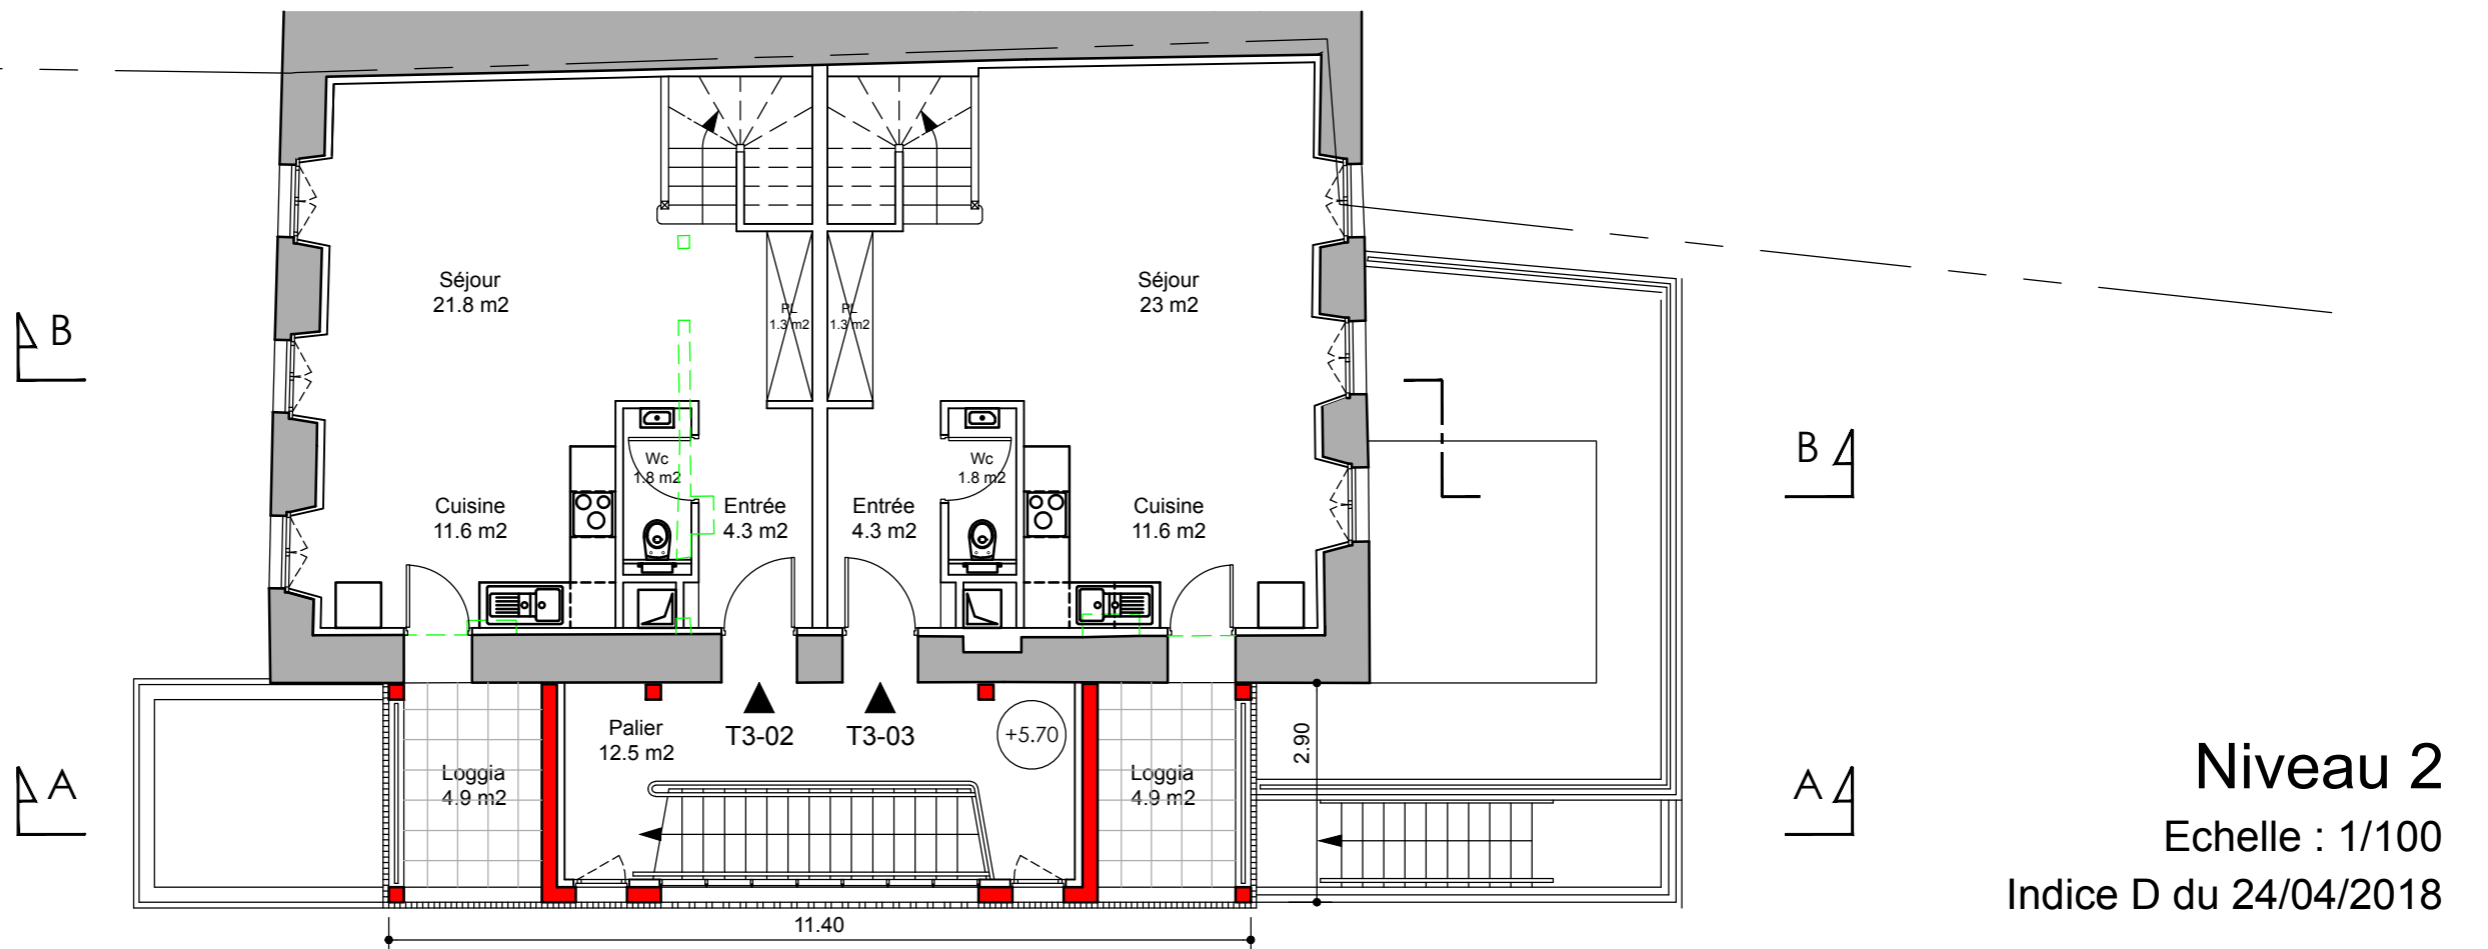 Séjour
21.8 m2
Séjour
23 m2
PL
1.3 m2
PL
1.3 m2
B
B
Wc
1.8 m2
Wc
1.8 m2
Cuisine
11.6 m2
Entrée
4.3 m2
Entrée
4.3 m2
Cuisine
11.6 m2
Palier
12.5 m2
T3-02
T3-03
+5.70
2.90
Loggia
4.9 m2
Loggia
4.9 m2
A
A
11.40
Niveau 2
Echelle : 1/100
Indice D du 24/04/2018